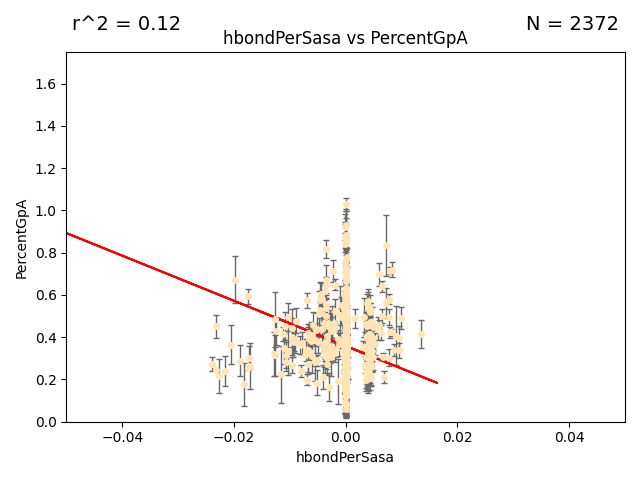 r^2 = 0.12
N = 2372
hbondPerSasa vs PercentGpA
1.6
1.4
1.2
1.0
0.8
0.6
0.4
0.2
0.0
PercentGpA
−0.04
−0.02
0.00
0.02
0.04
hbondPerSasa